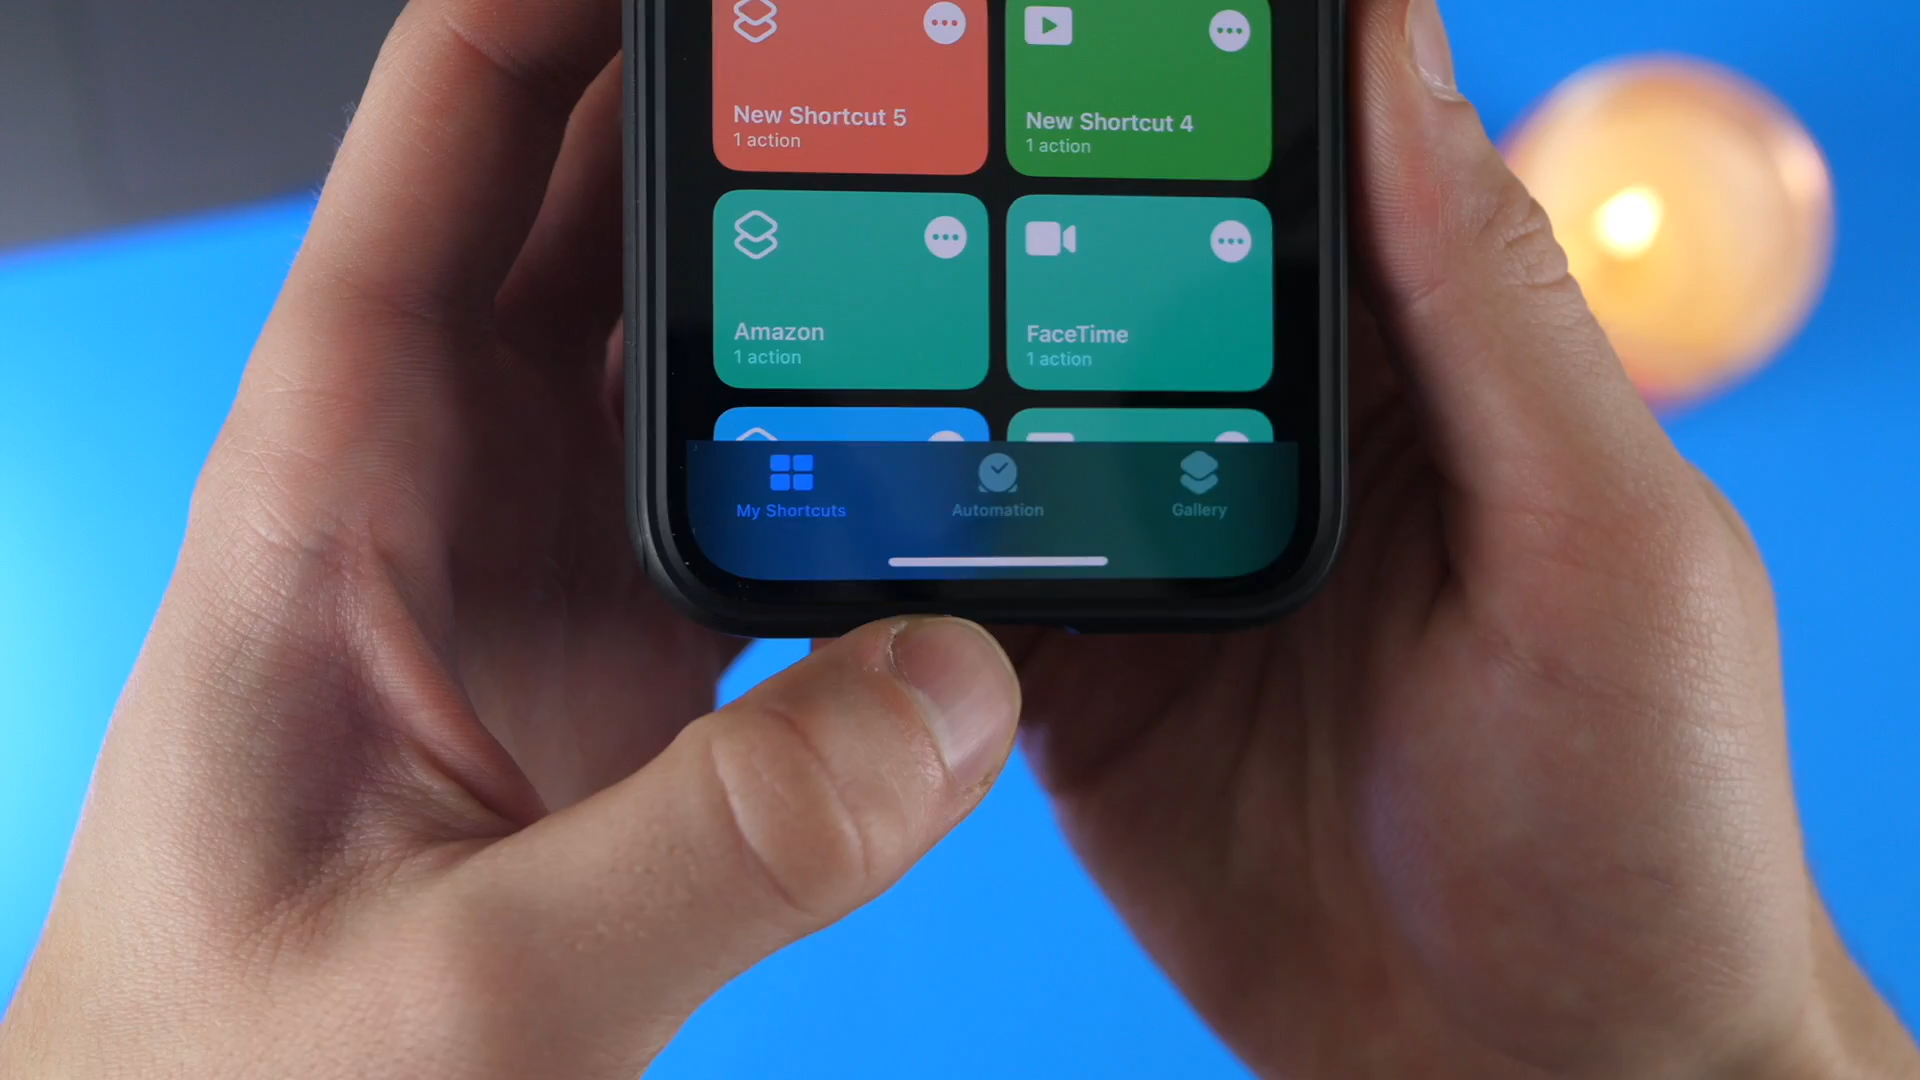 New Shortcut 5
1 action
New Shortcut 4
1 action
Amazon
1 action
FaceTime
1 action
My Shortcuts
Automation
Gallery